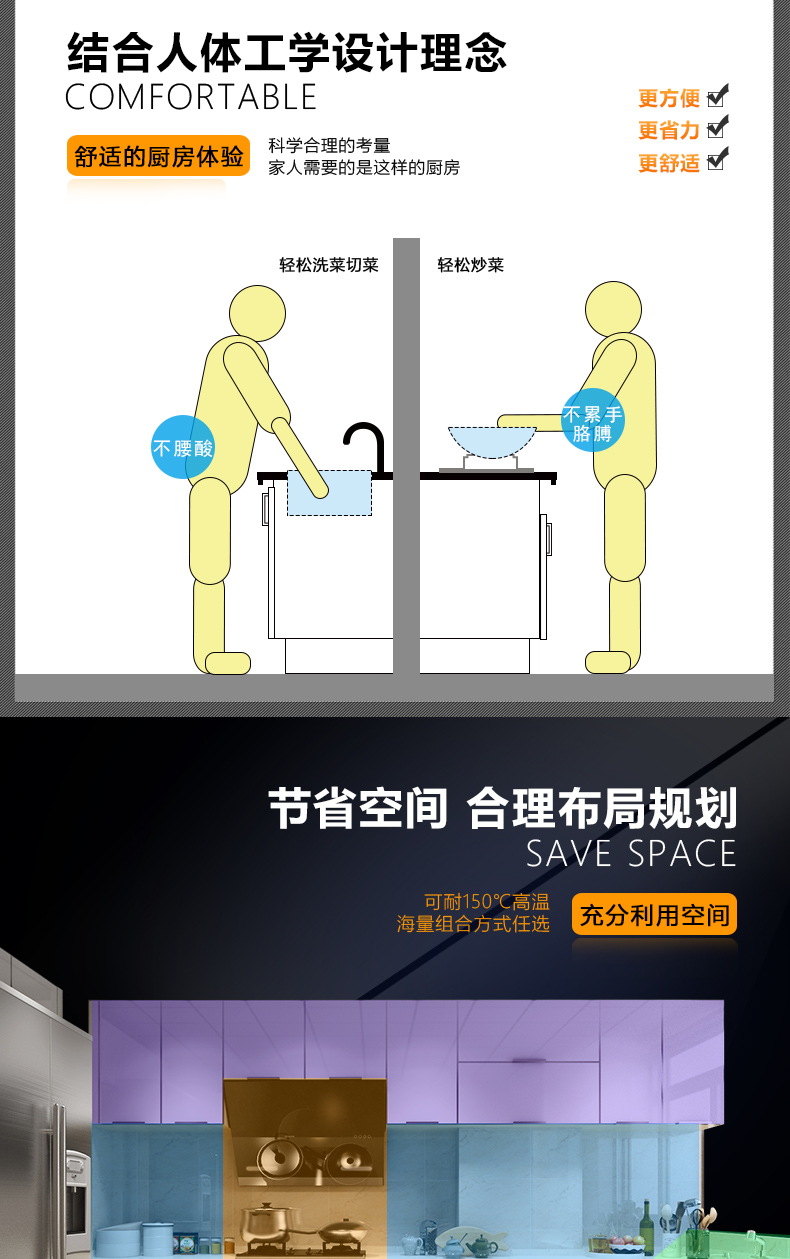 结合人体工学设计理念
COMFORTABLE
舒适的厨房体验
科学合理的考量
家人需要的是这样的厨房
更方便
更省力
更舒适
轻松洗菜切菜
轻松炒菜
不腰酸
不累手
胳膊
节省空间 合理布局规划
SAVE SPACE
可耐150℃高温
海量组合方式任选
充分利用空间